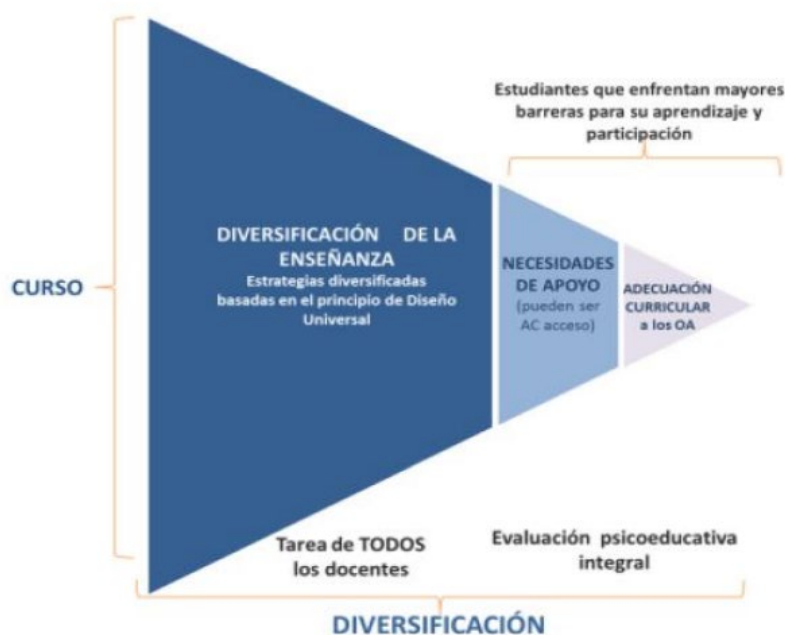 Estudiantes que enfrentan mayores
barreras para su aprendizaje y
participación
CURSO
DIVERSIFICACIÓN DE LA
ENSEÑANZA
Estrategias diversificadas
basadas en el principio de Diseño
Universal
NECESIDADES
DE APOYO
(pueden ser
AC acceso)
ADECUACIÓN
CURRICULAR
a los OA
Tarea de TODOS
los docentes
Evaluación psicoeducativa
integral
DIVERSIFICACIÓN